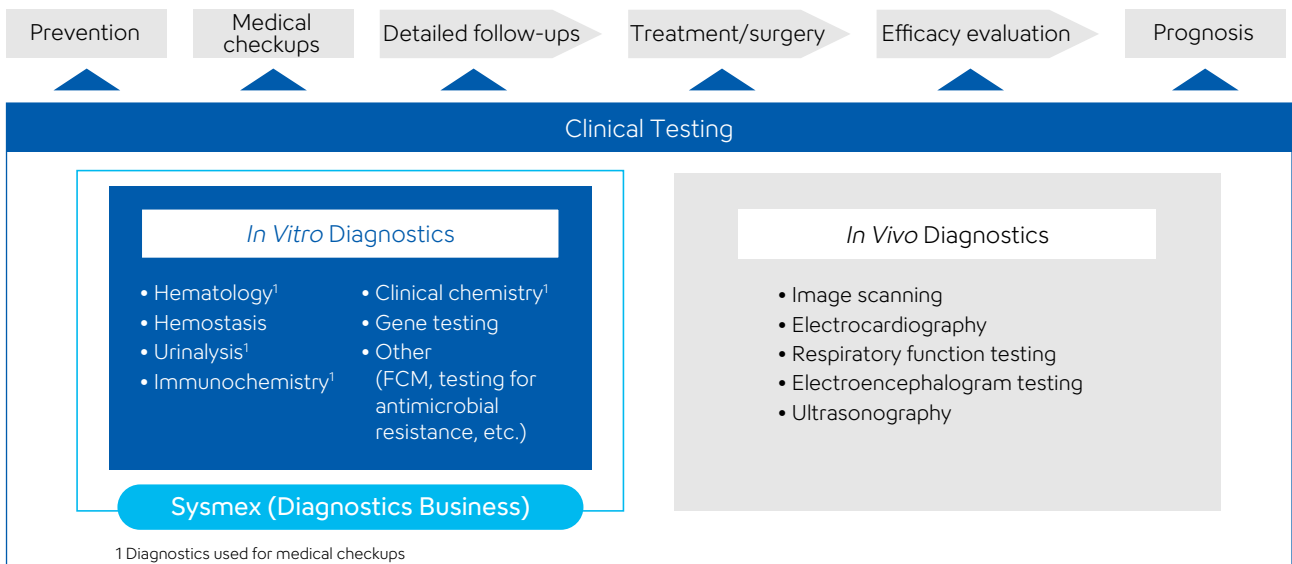 Prevention
Medical
checkups
Detailed follow-ups
Treatment/surgery
Efficacy evaluation
Prognosis
Clinical Testing
In Vitro Diagnostics
• Hematology¹
• Hemostasis
• Urinalysis¹
• Immunochemistry¹
• Clinical chemistry¹
• Gene testing
• Other
(FCM, testing for
antimicrobial
resistance, etc.)
Sysmex (Diagnostics Business)
1 Diagnostics used for medical checkups
In Vivo Diagnostics
• Image scanning
• Electrocardiography
• Respiratory function testing
• Electroencephalogram testing
• Ultrasonography